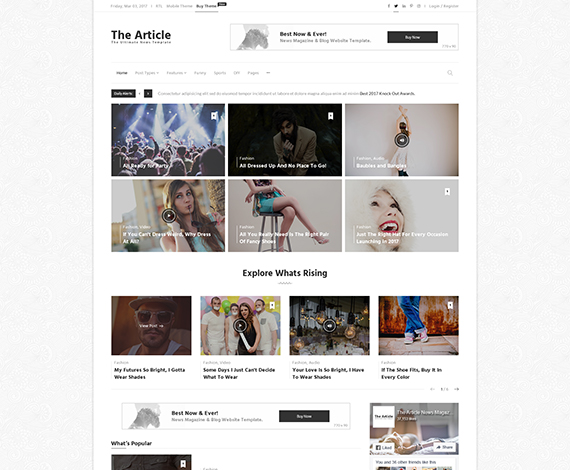 Friday, Mar 03, 2017
RTL
Mobile Theme
Buy Theme
Login / Register
The Article
The Ultimate News Template
Best Now & Ever!
News Magazine & Blog Website Template.
Buy Now
Home
Post Types
Features
Funny
Sports
DIY
Pages
Daily Alerts
Consectetur adipisicing elit sed do eiusmod tempor incididunt ut labore et dolore magna aliqua enim ad minim Best 2017 Knock Out Awards.
Fashion
All Ready for Party
Fashion
All Dressed Up And No Place To Go!
Fashion, Audio
Baubles and Bangles
Fashion, Video
If You Can't Dress Weird, Why Dress
At All?
Fashion
All You Really Need Is The Right Pair
Of Fancy Shoes
Fashion
Just The Right Hat For Every Occasion
Launching in 2017
Explore Whats Rising
View Post →
Fashion
My Futures So Bright, I Gotta
Wear Shades
Fashion, Video
Some Days I Just Can't Decide
What To Wear
Fashion, Audio
Your Love Is So Bright, I Have
To Wear Shades
Fashion
If The Shoe Fits, Buy It In
Every Color
Best Now & Ever!
News Magazine & Blog Website Template.
Buy Now
What's Popular
The Article
The Article News Magaz...
Liked
Share
You and 36 other friends like this